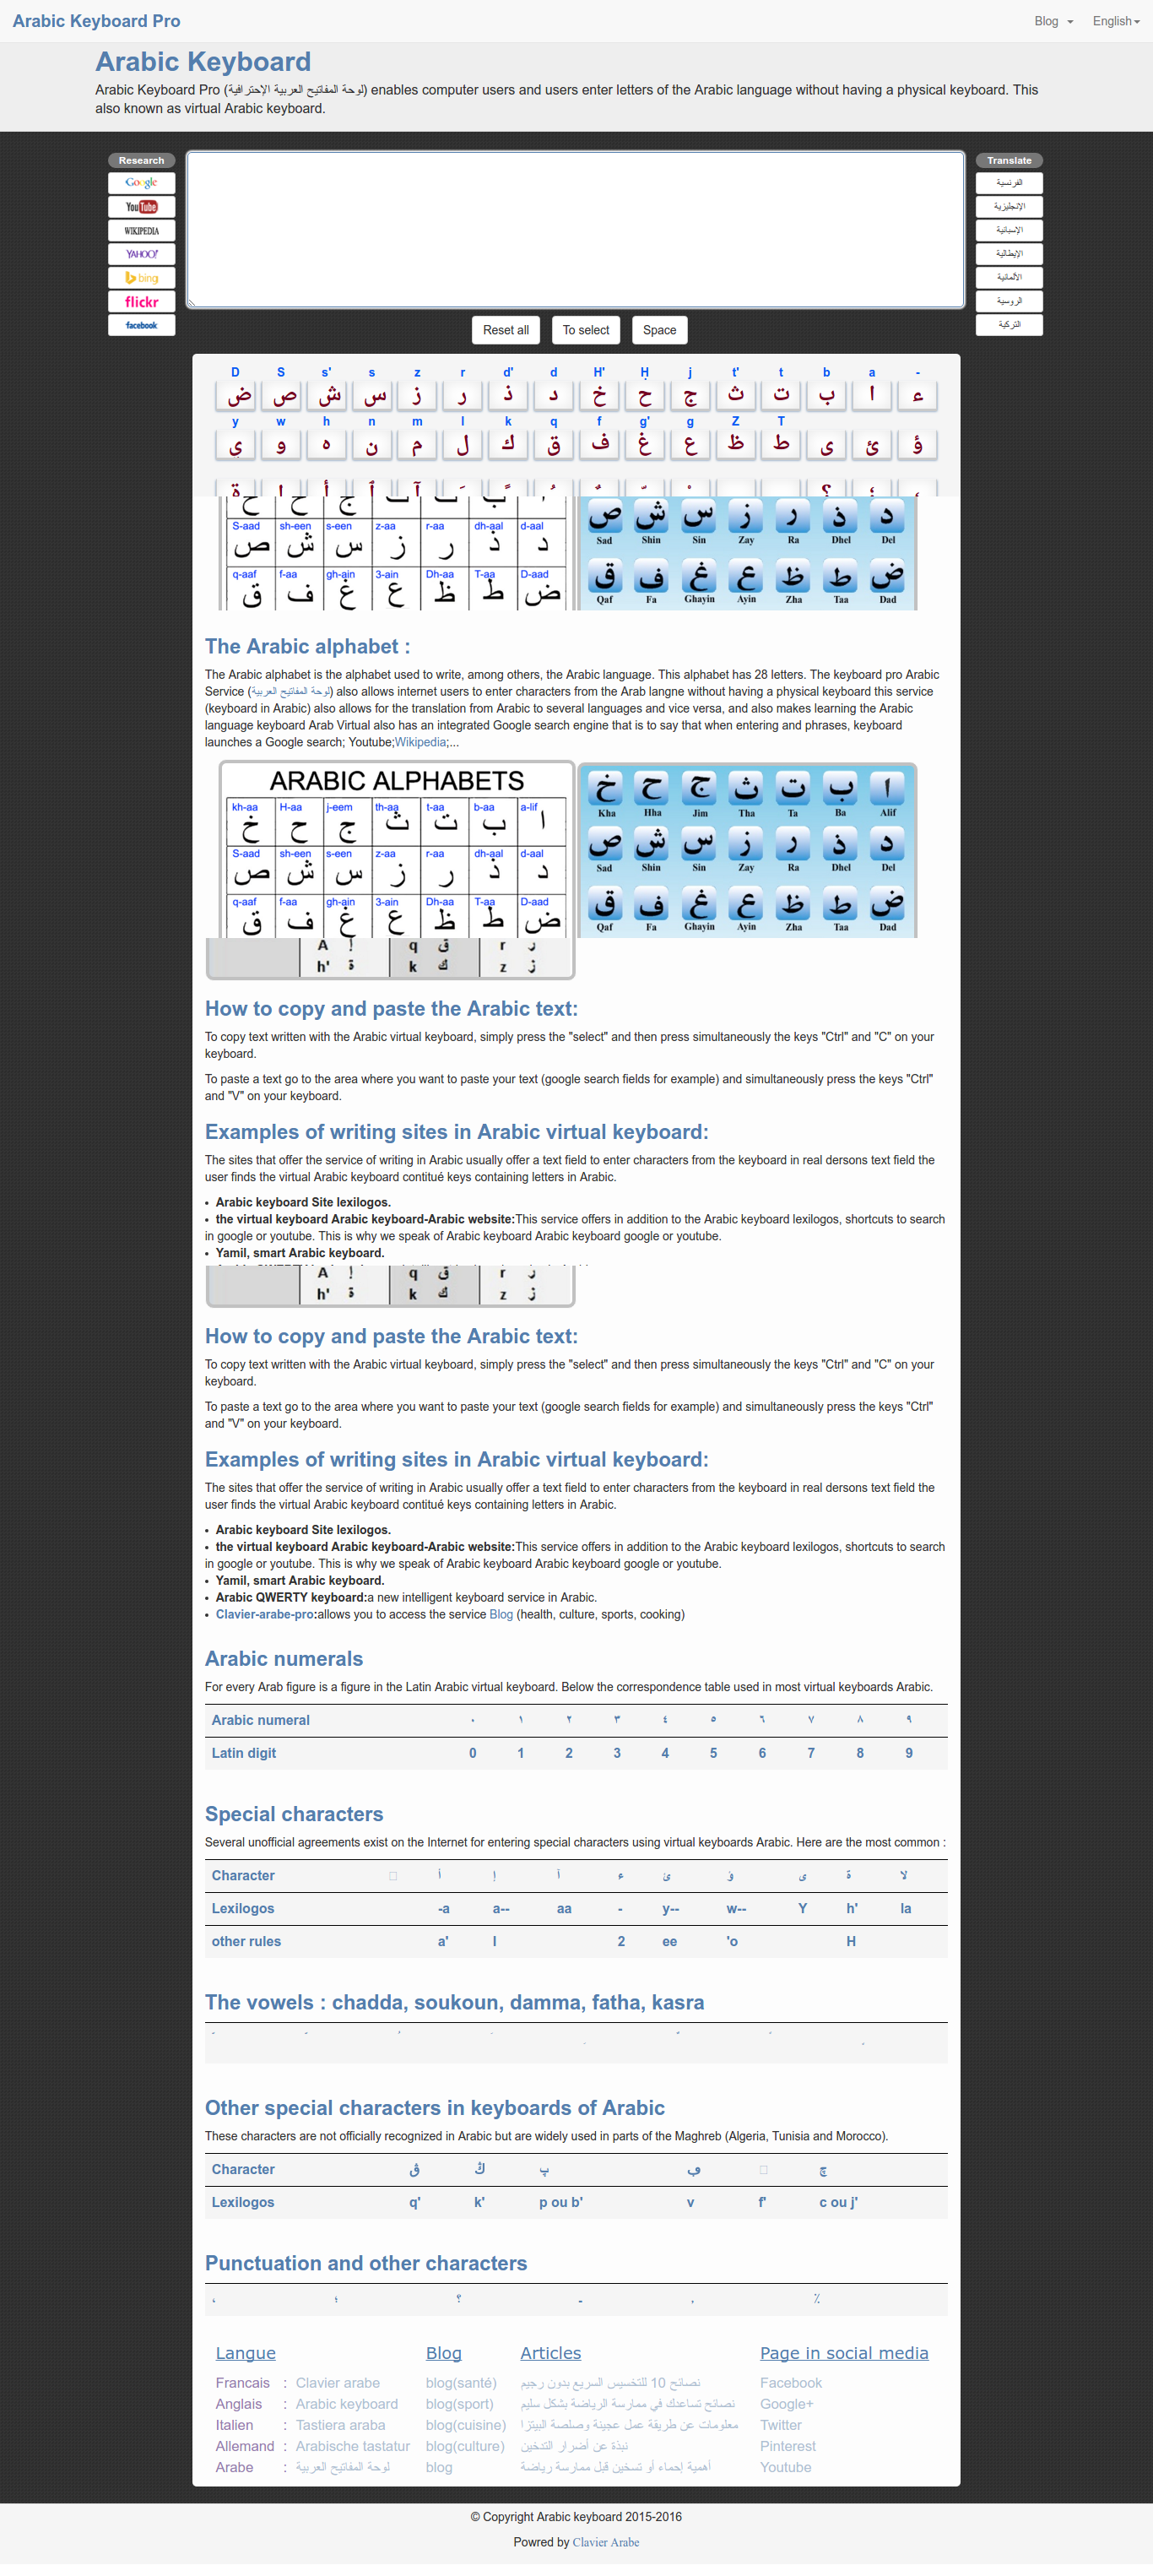 Arabic Keyboard Pro
Blog
English
Arabic Keyboard
Arabic Keyboard Pro (لوحة المفاتيح العربية الإحترافية) enables computer users and users enter letters of the Arabic language without having a physical keyboard. This
also known as virtual Arabic keyboard.
Research
Google
YouTube
WIKIPEDIA
YAHOO!
bing
flickr
facebook
Translate
الفرنسية
الإنجليزية
الإسبانية
الإيطالية
الألمانية
الروسية
التركية
Reset all To select Space
D S s' s z r d' d H' Ḥ j t' t b a -
ض ص ش س ز ر ذ د خ ح ج ث ت ب ا ء
y w h n m l k q f g' g Z T
ي و ه ن م ل ك ق ف غ ع ظ ط ى ئ ؤ
S-aad sh-een s-een z-aa r-aa dh-aal d-aal
ص ش س ز ر ذ د
q-aaf f-aa gh-ain 3-ain Dh-aa T-aa D-aad
ق ف غ ع ظ ط ض
ص ش س ز ر ذ د
Sad Shin Sin Zay Ra Dhel Del
ق ف غ ع ظ ط ض
Qaf Fa Ghayin Ayin Zha Taa Dad
The Arabic alphabet :
The Arabic alphabet is the alphabet used to write, among others, the Arabic language. This alphabet has 28 letters. The keyboard pro Arabic
Service (لوحة المفاتيح العربية) also allows internet users to enter characters from the Arab langne without having a physical keyboard this service
(keyboard in Arabic) also allows for the translation from Arabic to several languages and vice versa, and also makes learning the Arabic
language keyboard Arab Virtual also has an integrated Google search engine that is to say that when entering and phrases, keyboard
launches a Google search; Youtube;Wikipedia;...
ARABIC ALPHABETS
kh-aa H-aa j-eem th-aa t-aa b-aa a-lif
خ ح ج ث ت ب ا
S-aad sh-een s-een z-aa r-aa dh-aal d-aal
ص ش س ز ر ذ د
q-aaf f-aa gh-ain 3-ain Dh-aa T-aa D-aad
ق ف غ ع ظ ط ض
خ ح ج ث ت ب ا
Kha Hha Jim Tha Ta Ba Alif
ص ش س ز ر ذ د
Sad Shin Sin Zay Ra Dhel Del
ق ف غ ع ظ ط ض
Qaf Fa Ghayin Ayin Zha Taa Dad
A إ q ق r ر
h' ة k ك z ز
How to copy and paste the Arabic text:
To copy text written with the Arabic virtual keyboard, simply press the "select" and then press simultaneously the keys "Ctrl" and "C" on your
keyboard.
To paste a text go to the area where you want to paste your text (google search fields for example) and simultaneously press the keys "Ctrl"
and "V" on your keyboard.
Examples of writing sites in Arabic virtual keyboard:
The sites that offer the service of writing in Arabic usually offer a text field to enter characters from the keyboard in real dersons text field the
user finds the virtual Arabic keyboard contitué keys containing letters in Arabic.
• Arabic keyboard Site lexilogos.
• the virtual keyboard Arabic keyboard-Arabic website:This service offers in addition to the Arabic keyboard lexilogos, shortcuts to search
in google or youtube. This is why we speak of Arabic keyboard Arabic keyboard google or youtube.
• Yamil, smart Arabic keyboard.
A إ q ق r ر
h' ة k ك z ز
How to copy and paste the Arabic text:
To copy text written with the Arabic virtual keyboard, simply press the "select" and then press simultaneously the keys "Ctrl" and "C" on your
keyboard.
To paste a text go to the area where you want to paste your text (google search fields for example) and simultaneously press the keys "Ctrl"
and "V" on your keyboard.
Examples of writing sites in Arabic virtual keyboard:
The sites that offer the service of writing in Arabic usually offer a text field to enter characters from the keyboard in real dersons text field the
user finds the virtual Arabic keyboard contitué keys containing letters in Arabic.
• Arabic keyboard Site lexilogos.
• the virtual keyboard Arabic keyboard-Arabic website:This service offers in addition to the Arabic keyboard lexilogos, shortcuts to search
in google or youtube. This is why we speak of Arabic keyboard Arabic keyboard google or youtube.
• Yamil, smart Arabic keyboard.
• Arabic QWERTY keyboard:a new intelligent keyboard service in Arabic.
• Clavier-arabe-pro:allows you to access the service Blog (health, culture, sports, cooking)
Arabic numerals
For every Arab figure is a figure in the Latin Arabic virtual keyboard. Below the correspondence table used in most virtual keyboards Arabic.
Arabic numeral ٠ ١ ٢ ٣ ٤ ٥ ٦ ٧ ٨ ٩
Latin digit 0 1 2 3 4 5 6 7 8 9
Special characters
Several unofficial agreements exist on the Internet for entering special characters using virtual keyboards Arabic. Here are the most common :
Character أ إ آ ء ئ ؤ ى ة لا
Lexilogos -a a-- aa - y-- w-- Y h' la
other rules a' I 2 ee 'o H
The vowels : chadda, soukoun, damma, fatha, kasra
Other special characters in keyboards of Arabic
These characters are not officially recognized in Arabic but are widely used in parts of the Maghreb (Algeria, Tunisia and Morocco).
Character ڨ ڭ پ ڢ چ
Lexilogos q' k' p ou b' v f' c ou j'
Punctuation and other characters
، ؛ ؟ ـ , ٪
Langue Blog Articles Page in social media
Francais : Clavier arabe blog(santé) نصائح 10 للتخسيس السريع بدون رجيم Facebook
Anglais : Arabic keyboard blog(sport) نصائح تساعدك في ممارسة الرياضة بشكل سليم Google+
Italien : Tastiera araba blog(cuisine) معلومات عن طريقة عمل عجينة وصلصة البيتزا Twitter
Allemand : Arabische tastatur blog(culture) نبذة عن أضرار التدخين Pinterest
Arabe : لوحة المفاتيح العربية blog أهمية إحماء أو تسخين قبل ممارسة رياضة Youtube
© Copyright Arabic keyboard 2015-2016
Powred by Clavier Arabe